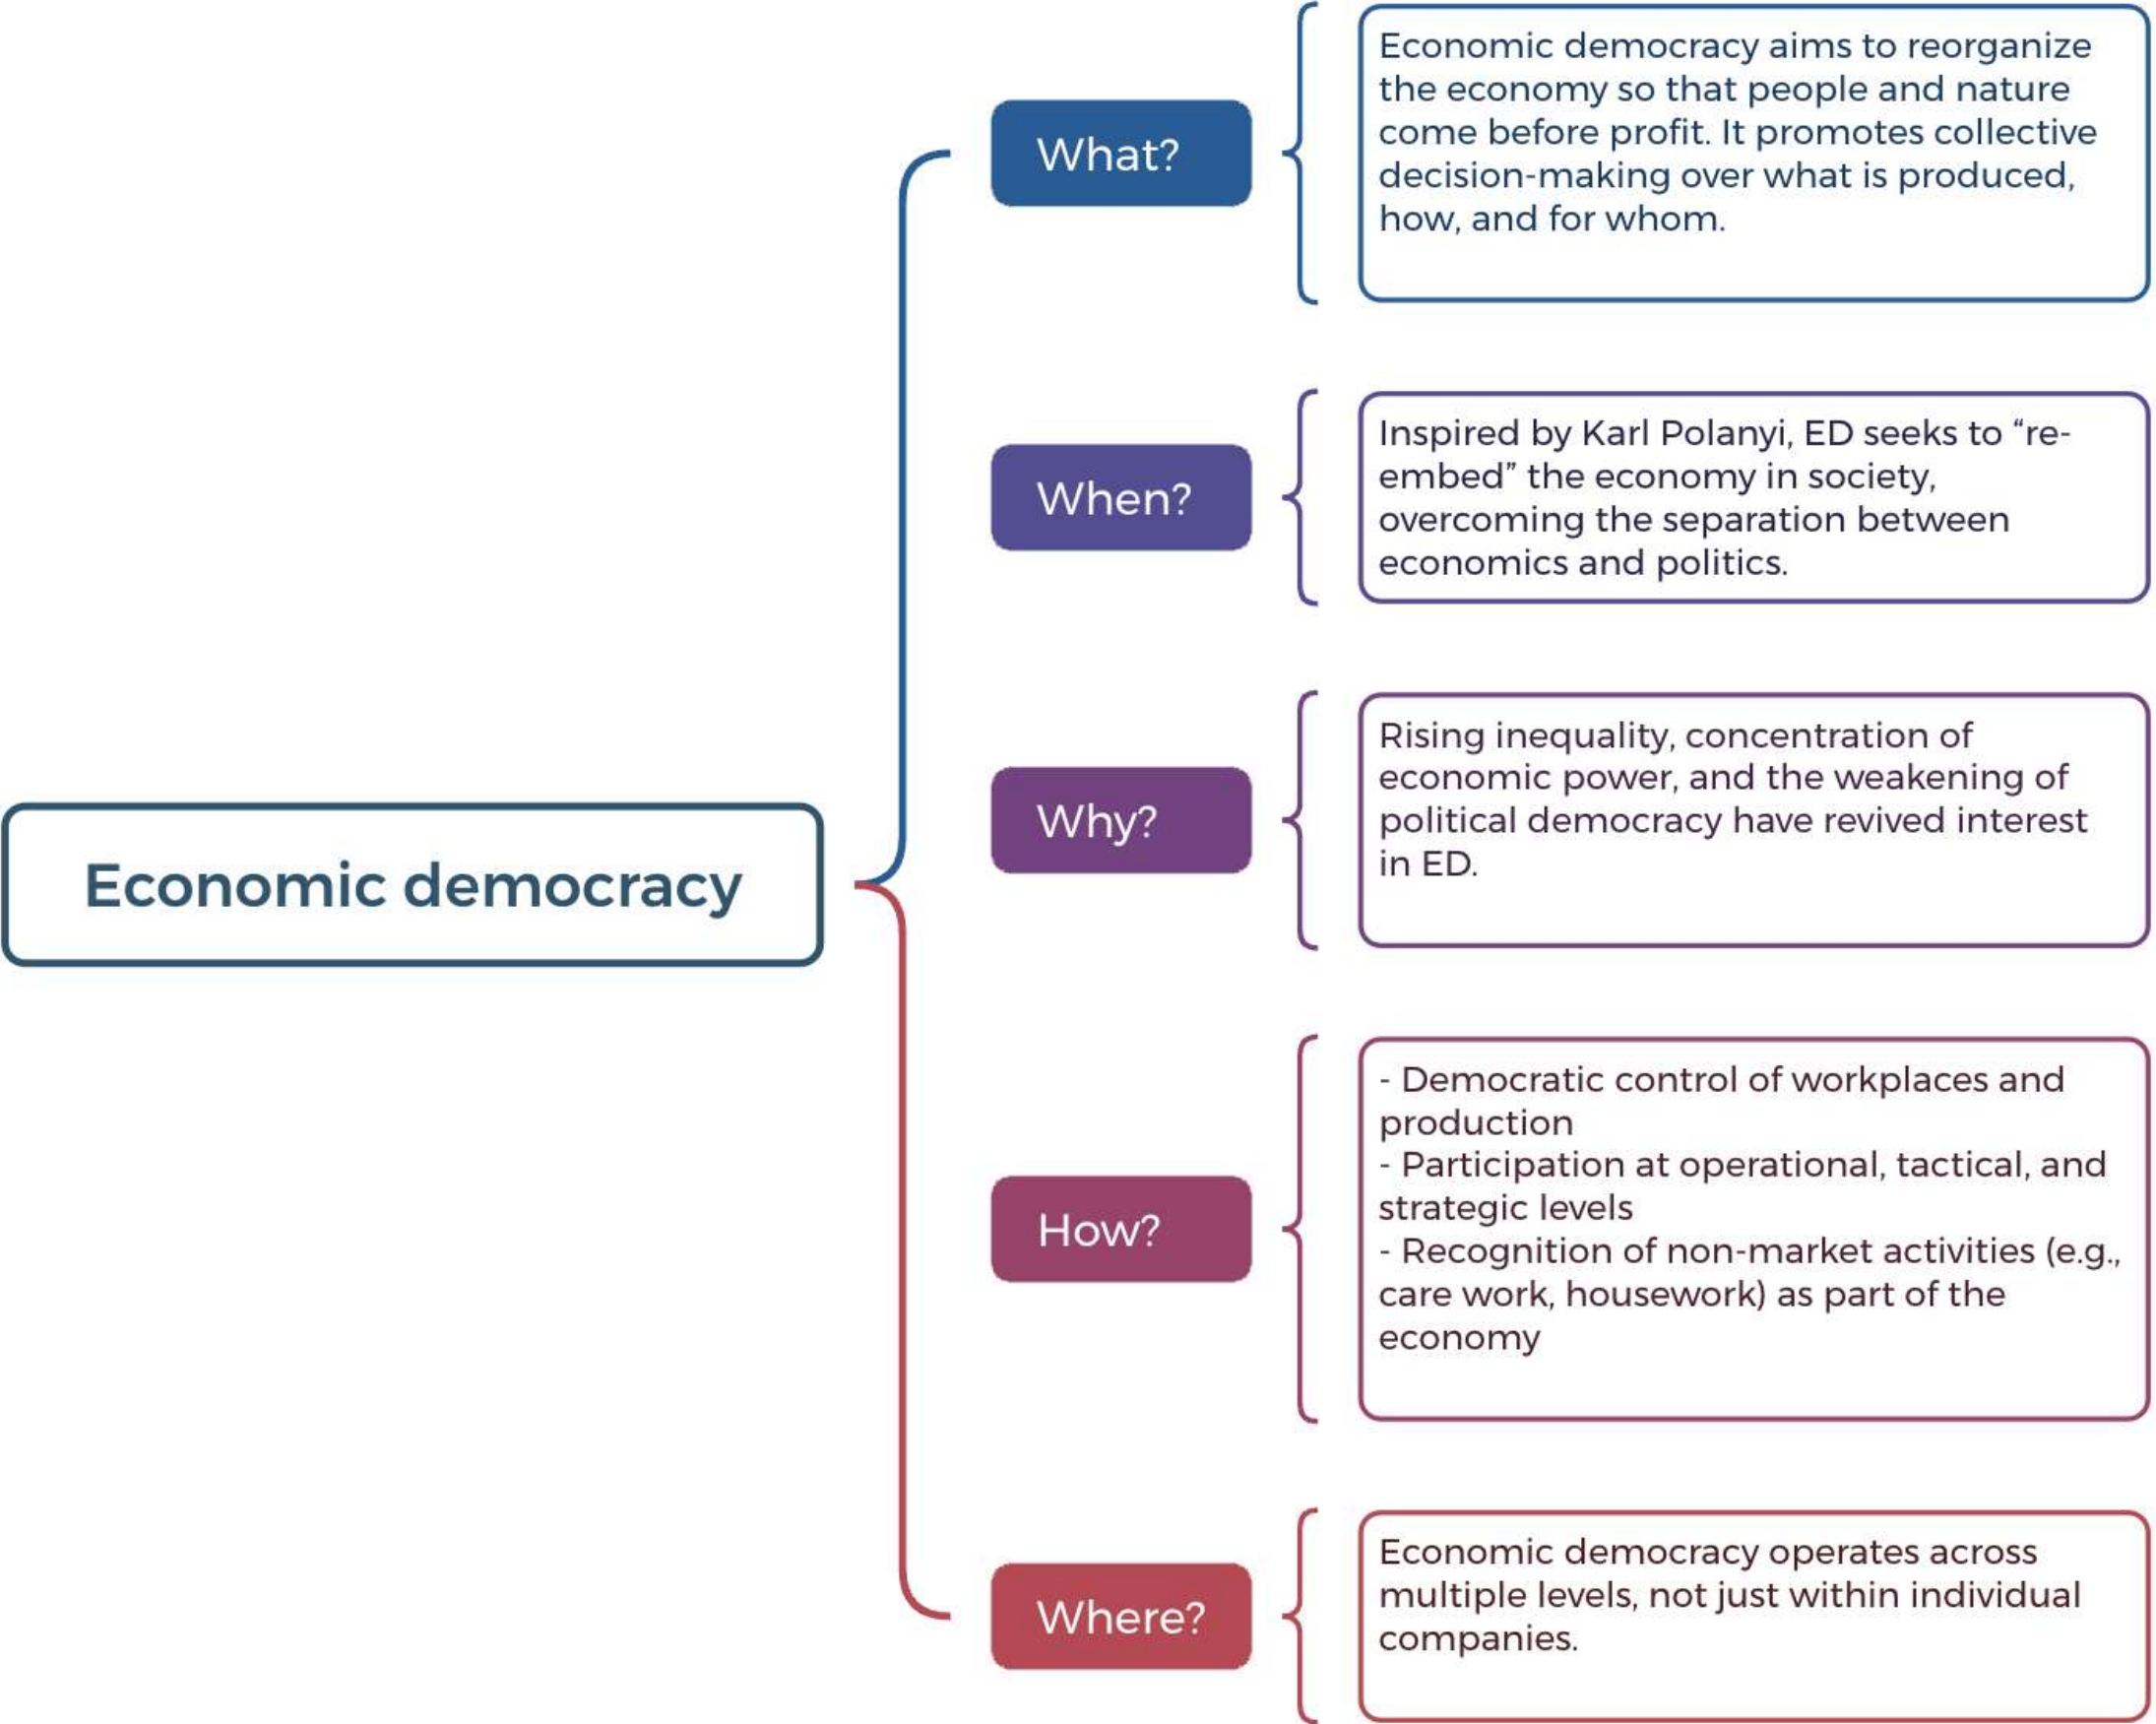 Economic democracy
What?
Economic democracy aims to reorganize
the economy so that people and nature
come before profit. It promotes collective
decision-making over what is produced,
how, and for whom.
When?
Inspired by Karl Polanyi, ED seeks to “re-
embed” the economy in society,
overcoming the separation between
economics and politics.
Why?
Rising inequality, concentration of
economic power, and the weakening of
political democracy have revived interest
in ED.
How?
- Democratic control of workplaces and
production
- Participation at operational, tactical, and
strategic levels
- Recognition of non-market activities (e.g.,
care work, housework) as part of the
economy
Where?
Economic democracy operates across
multiple levels, not just within individual
companies.